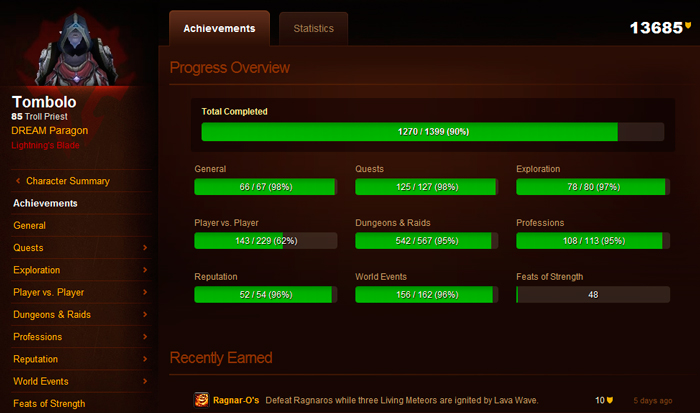 Achievements
Statistics
13685
Progress Overview
Tombolo
85 Troll Priest
DREAM Paragon
Lightning's Blade
Character Summary
Achievements
General
Quests
Exploration
Player vs. Player
Dungeons & Raids
Professions
Reputation
World Events
Feats of Strength
Total Completed
1270 / 1399 (90%)
General
Quests
Exploration
66 / 67 (98%)
125 / 127 (98%)
78 / 80 (97%)
Player vs. Player
Dungeons & Raids
Professions
143 / 229 (62%)
542 / 567 (95%)
108 / 113 (95%)
Reputation
World Events
Feats of Strength
52 / 54 (96%)
156 / 162 (96%)
48
Recently Earned
Ragnar-O's Defeat Ragnaros while three Living Meteors are ignited by Lava Wave. 10 5 days ago